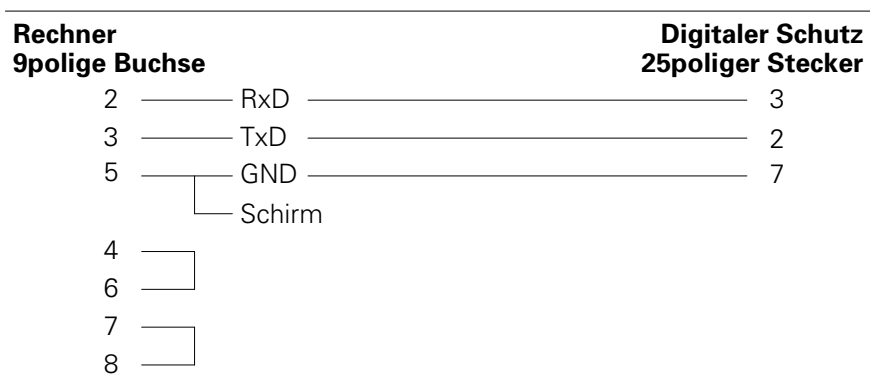 Rechner Digitaler Schutz
9polige Buchse 25poliger Stecker
2 RxD 3
3 TxD 2
5 GND 7
Schirm
4
6
7
8